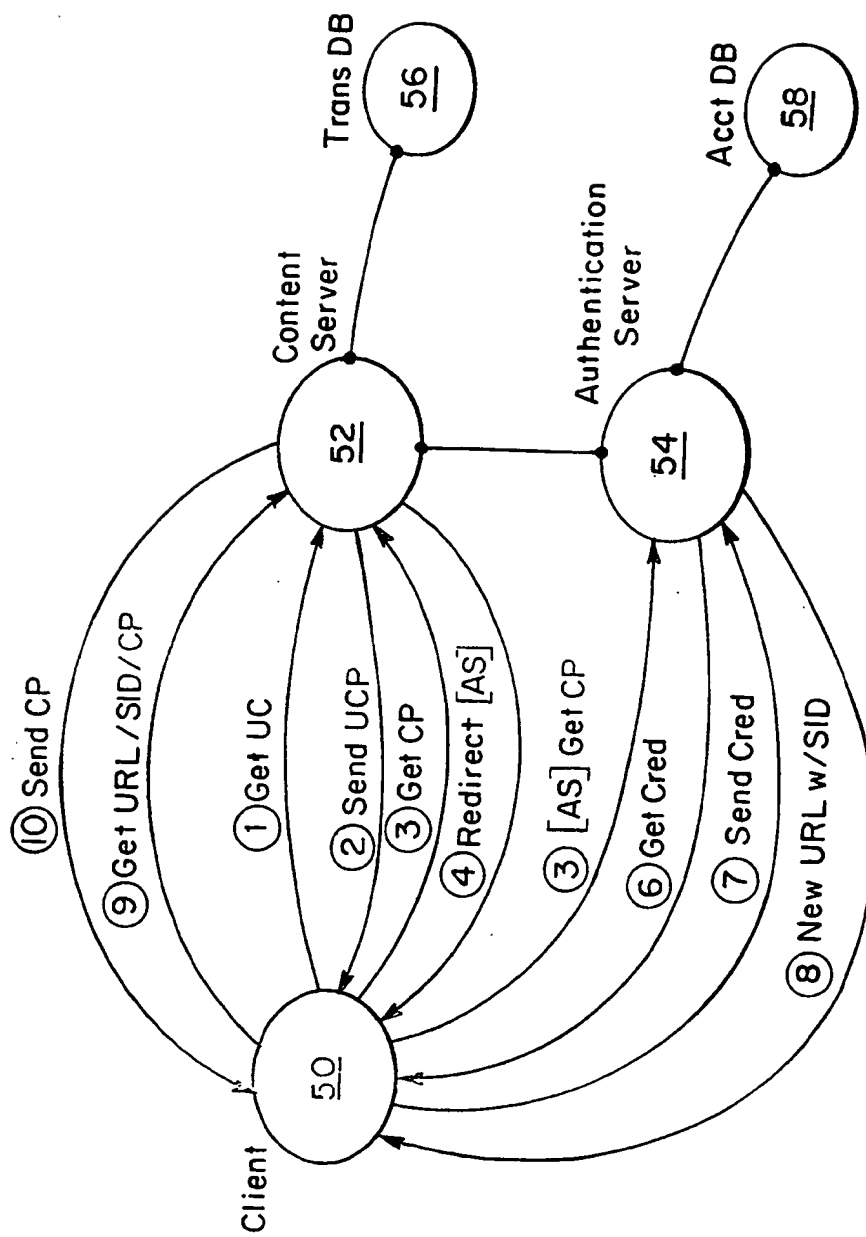 ⑩ Send CP
⑨ Get URL/SID/CP
① Get UC
② Send UCP
③ Get CP
④ Redirect [AS]
③ [AS] Get CP
⑥ Get Cred
⑦ Send Cred
⑧ New URL w/SID
Client
50
Content
Server
52
Trans DB
56
Authentication
Server
54
Acct DB
58